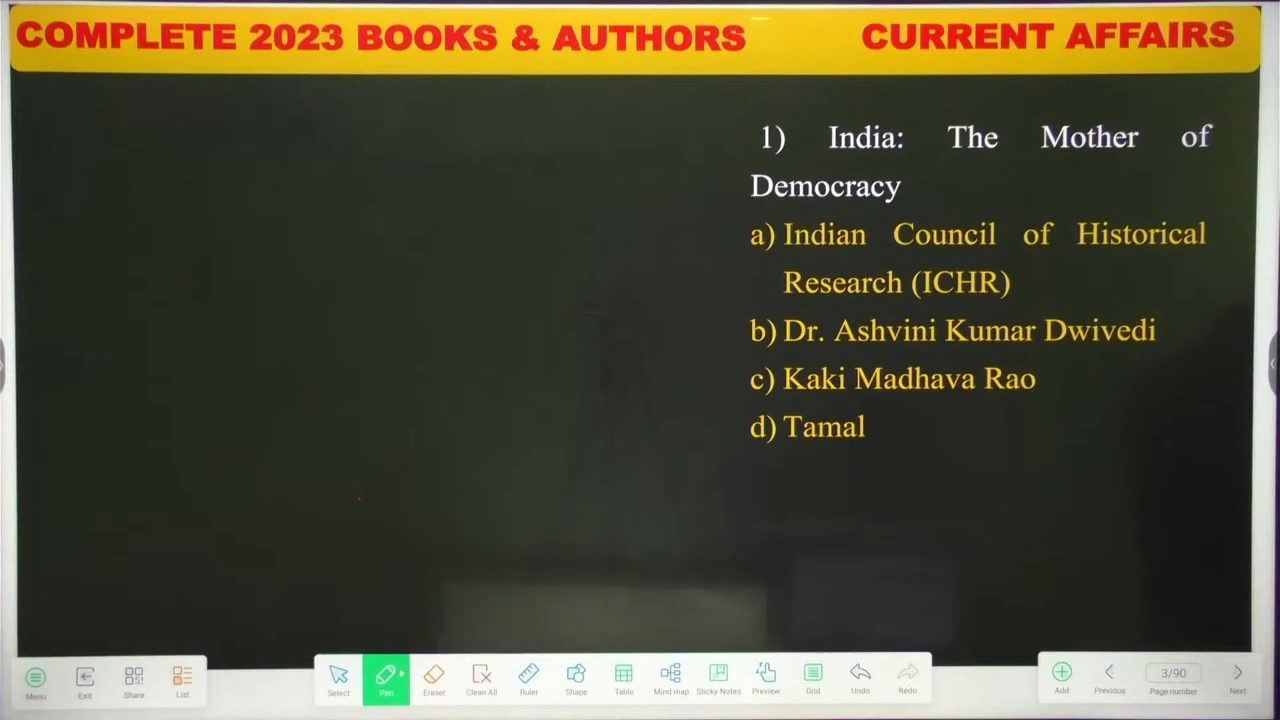 COMPLETE 2023 BOOKS & AUTHORS CURRENT AFFAIRS
1) India: The Mother of
Democracy
a) Indian Council of Historical
Research (ICHR)
b) Dr. Ashvini Kumar Dwivedi
c) Kaki Madhava Rao
d) Tamal
Menu Exit Share List Select Pen Eraser Clean All Ruler Shape Table Mind map Sticky Notes Preview Grid Undo Redo Add Previous 3/90 Page number Next